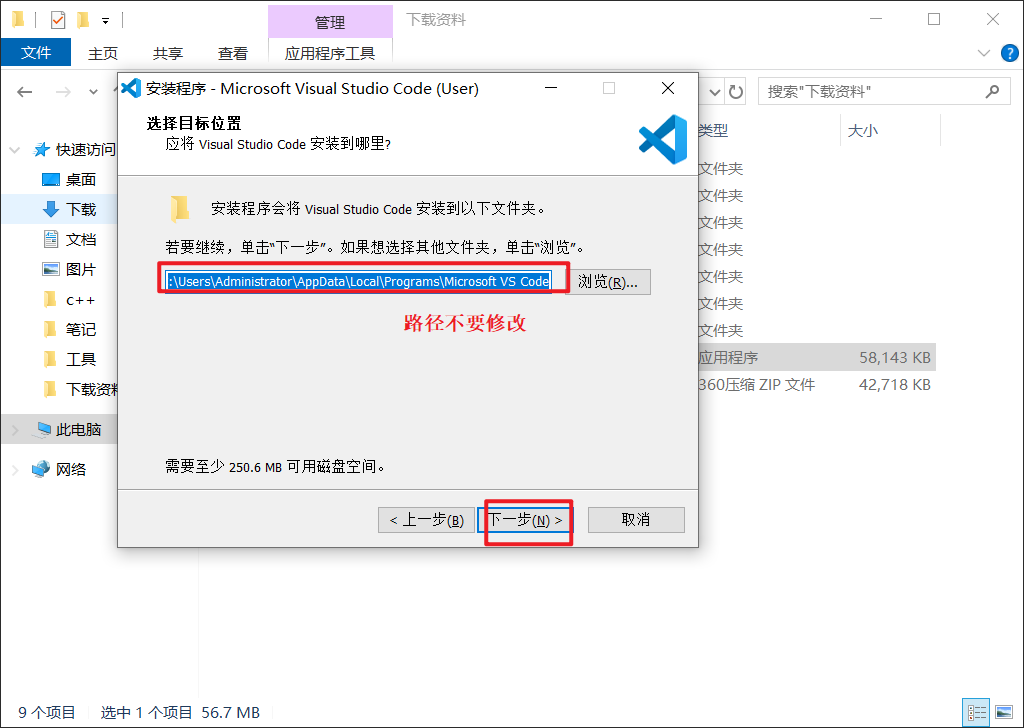 管理
下载资料
文件
主页
共享
查看
应用程序工具
搜索"下载资料"
安装程序 - Microsoft Visual Studio Code (User)
选择目标位置
应将 Visual Studio Code 安装到哪里?
安装程序会将 Visual Studio Code 安装到以下文件夹。
若要继续，单击“下一步”。如果想选择其他文件夹，单击“浏览”。
:\Users\Administrator\AppData\Local\Programs\Microsoft VS Code
浏览(R)...
路径不要修改
需要至少 250.6 MB 可用磁盘空间。
< 上一步(B)
下一步(N) >
取消
快速访问
桌面
下载
文档
图片
c++
笔记
工具
下载资料
此电脑
网络
类型
大小
文件夹
文件夹
文件夹
文件夹
文件夹
文件夹
文件夹
应用程序
58,143 KB
360压缩 ZIP 文件
42,718 KB
9 个项目
选中 1 个项目 56.7 MB